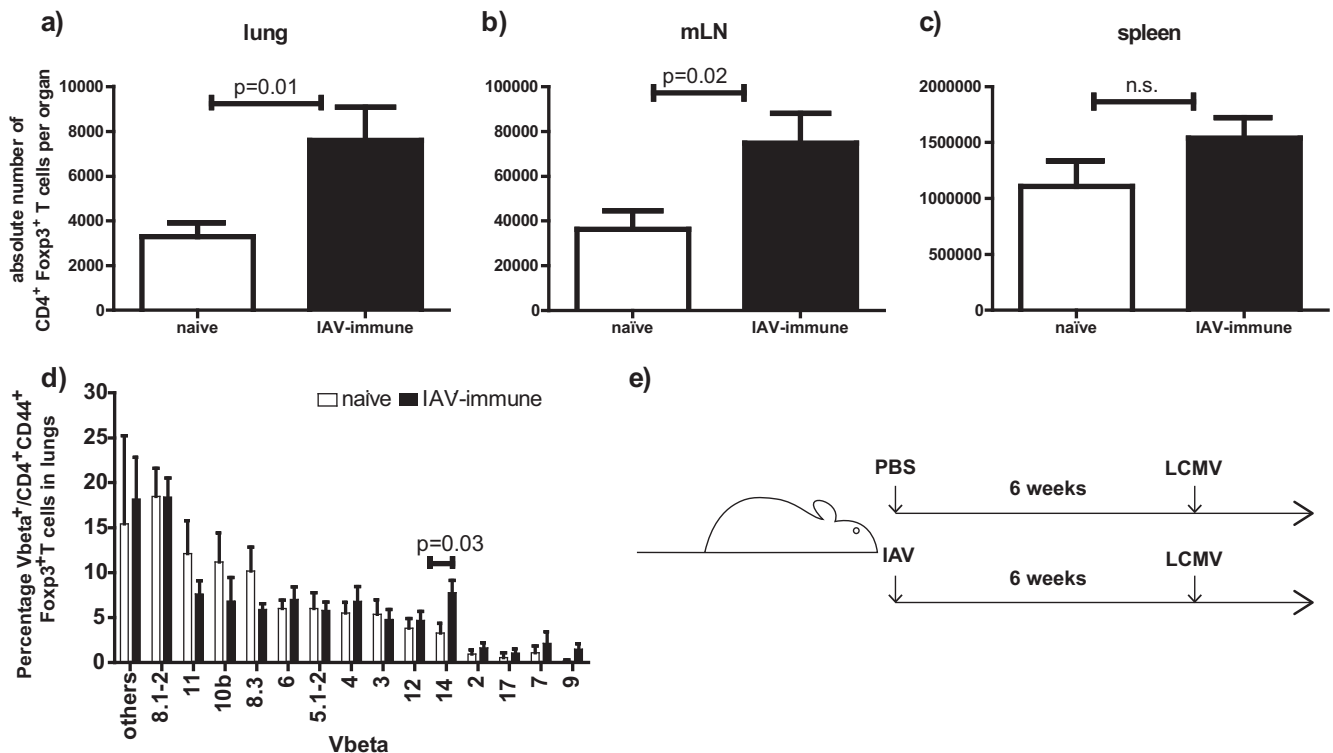 a)
lung
absolute number of
CD4⁺ Foxp3⁺ T cells per organ
10000
8000
6000
4000
2000
0
p=0.01
naive
IAV-immune
b)
mLN
100000
80000
60000
40000
20000
0
p=0.02
naïve
IAV-immune
c)
spleen
2000000
1500000
1000000
500000
0
n.s.
naïve
IAV-immune
d)
Percentage Vbeta⁺/CD4⁺CD44⁺
Foxp3⁺T cells in lungs
30
25
20
15
10
5
0
naive
IAV-immune
p=0.03
others
8.1-2
11
10b
8.3
6
5.1-2
4
3
12
14
2
17
7
9
Vbeta
e)
PBS
6 weeks
LCMV
IAV
6 weeks
LCMV